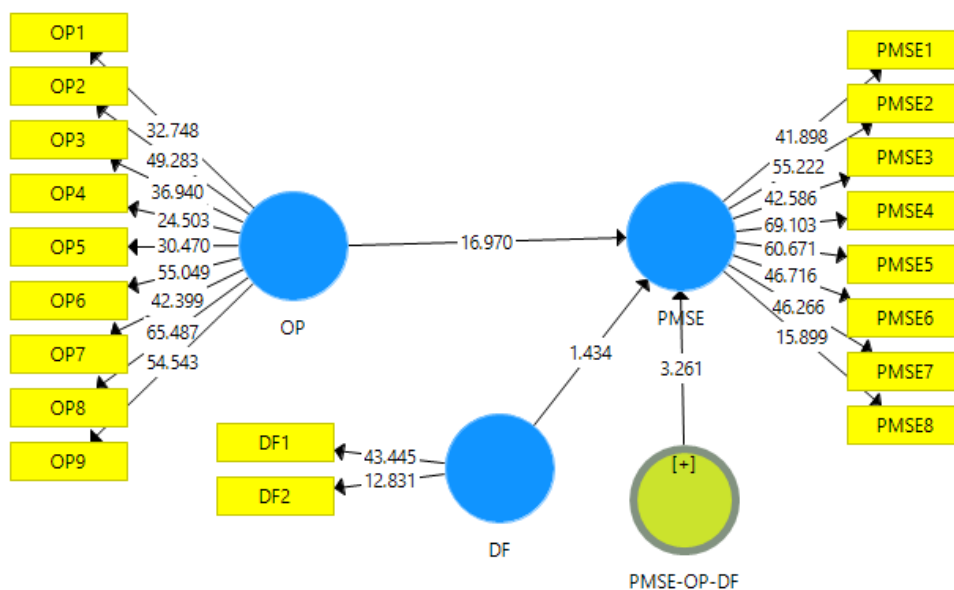 OP1
OP2
OP3
OP4
OP5
OP6
OP7
OP8
OP9
32.748
49.283
36.940
24.503
30.470
55.049
42.399
65.487
54.543
OP
16.970
PMSE
41.898
55.222
42.586
69.103
60.671
46.716
46.266
15.899
PMSE1
PMSE2
PMSE3
PMSE4
PMSE5
PMSE6
PMSE7
PMSE8
1.434
3.261
DF1
DF2
43.445
12.831
DF
[+]
PMSE-OP-DF